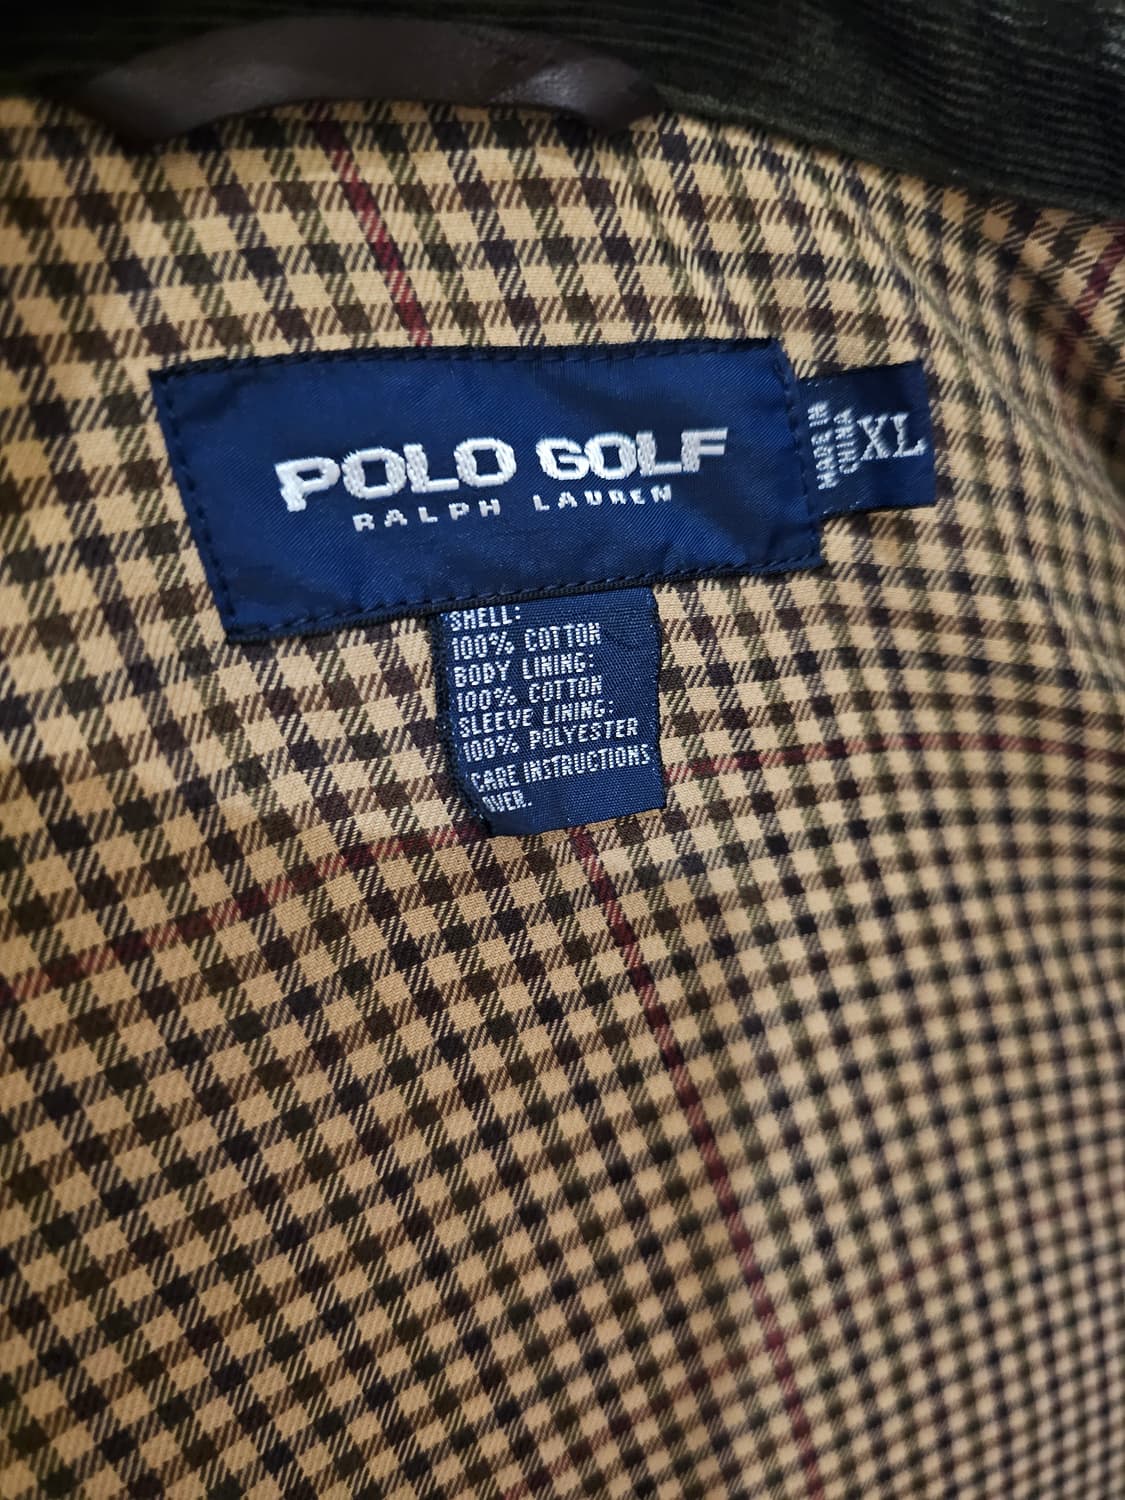 POLO GOLF
RALPH LAUREN
MADE IN
CHINA
XL
SHELL:
100% COTTON
BODY LINING:
100% COTTON
SLEEVE LINING:
100% POLYESTER
CARE INSTRUCTIONS
OVER.